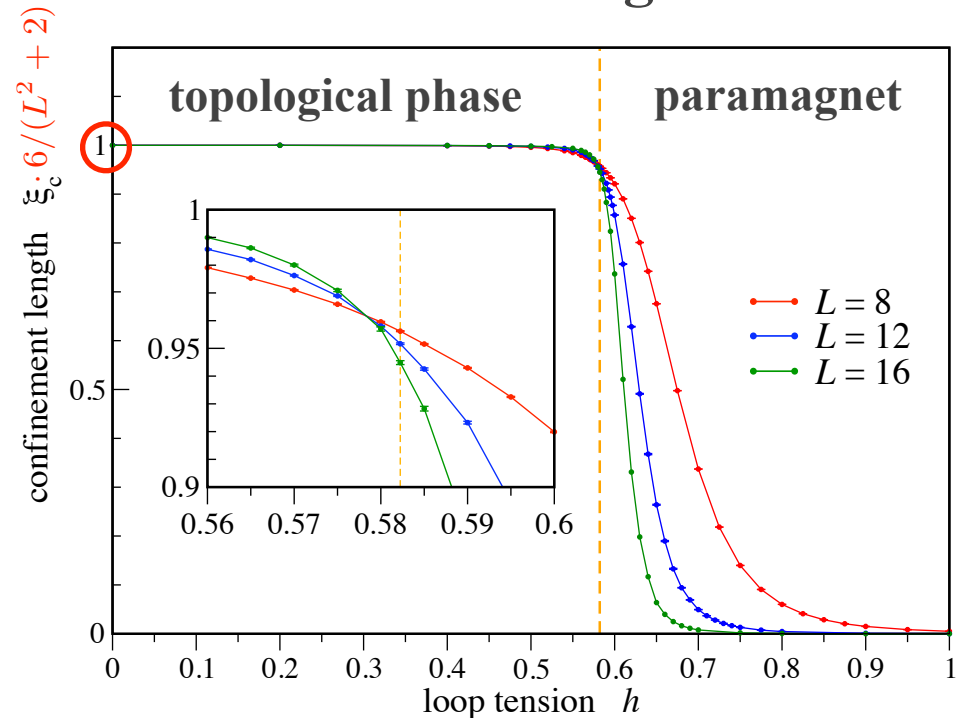 topological phase
paramagnet
confinement length ξc · 6/(L² + 2)
1
0.5
0
0 0.1 0.2 0.3 0.4 0.5 0.6 0.7 0.8 0.9 1
loop tension h
1
0.95
0.9
0.56 0.57 0.58 0.59 0.6
L = 8
L = 12
L = 16